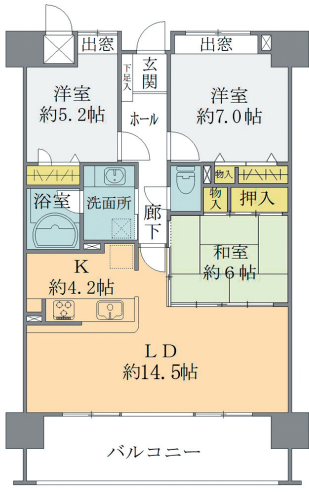 出窓
玄
関
下足入
出窓
洋室
約5.2帖
ホール
洋室
約7.0帖
物入
浴室
洗面所
廊
下
物
入
押入
和室
約6帖
K
約4.2帖
LD
約14.5帖
バルコニー